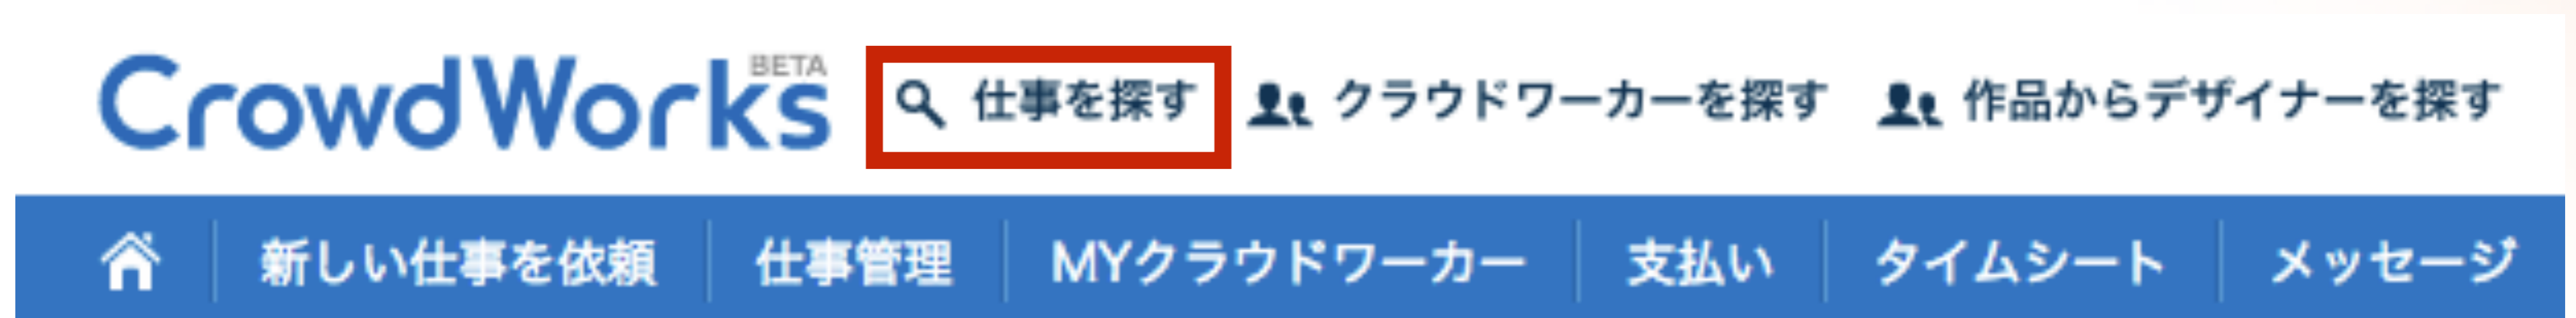 CrowdWorks BETA 仕事を探す クラウドワーカーを探す 作品からデザイナーを探す
新しい仕事を依頼 仕事管理 MYクラウドワーカー 支払い タイムシート メッセージ